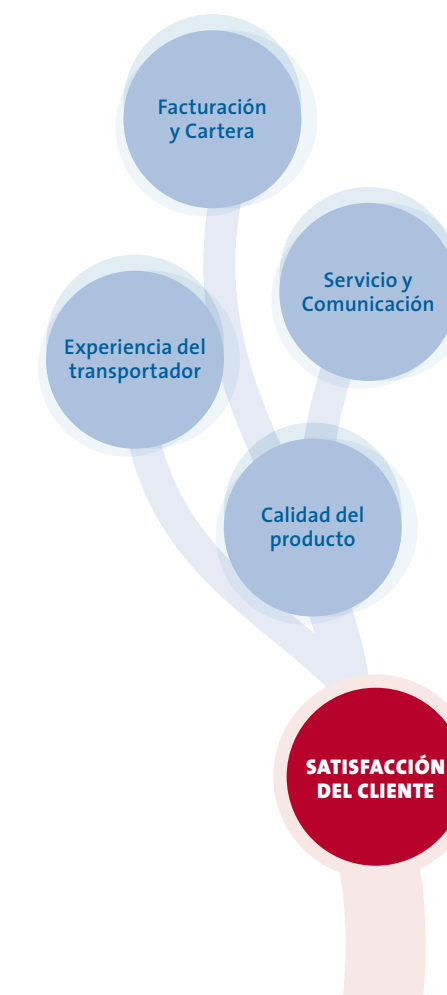 Facturación
y Cartera
Servicio y
Comunicación
Experiencia del
transportador
Calidad del
producto
SATISFACCIÓN
DEL CLIENTE